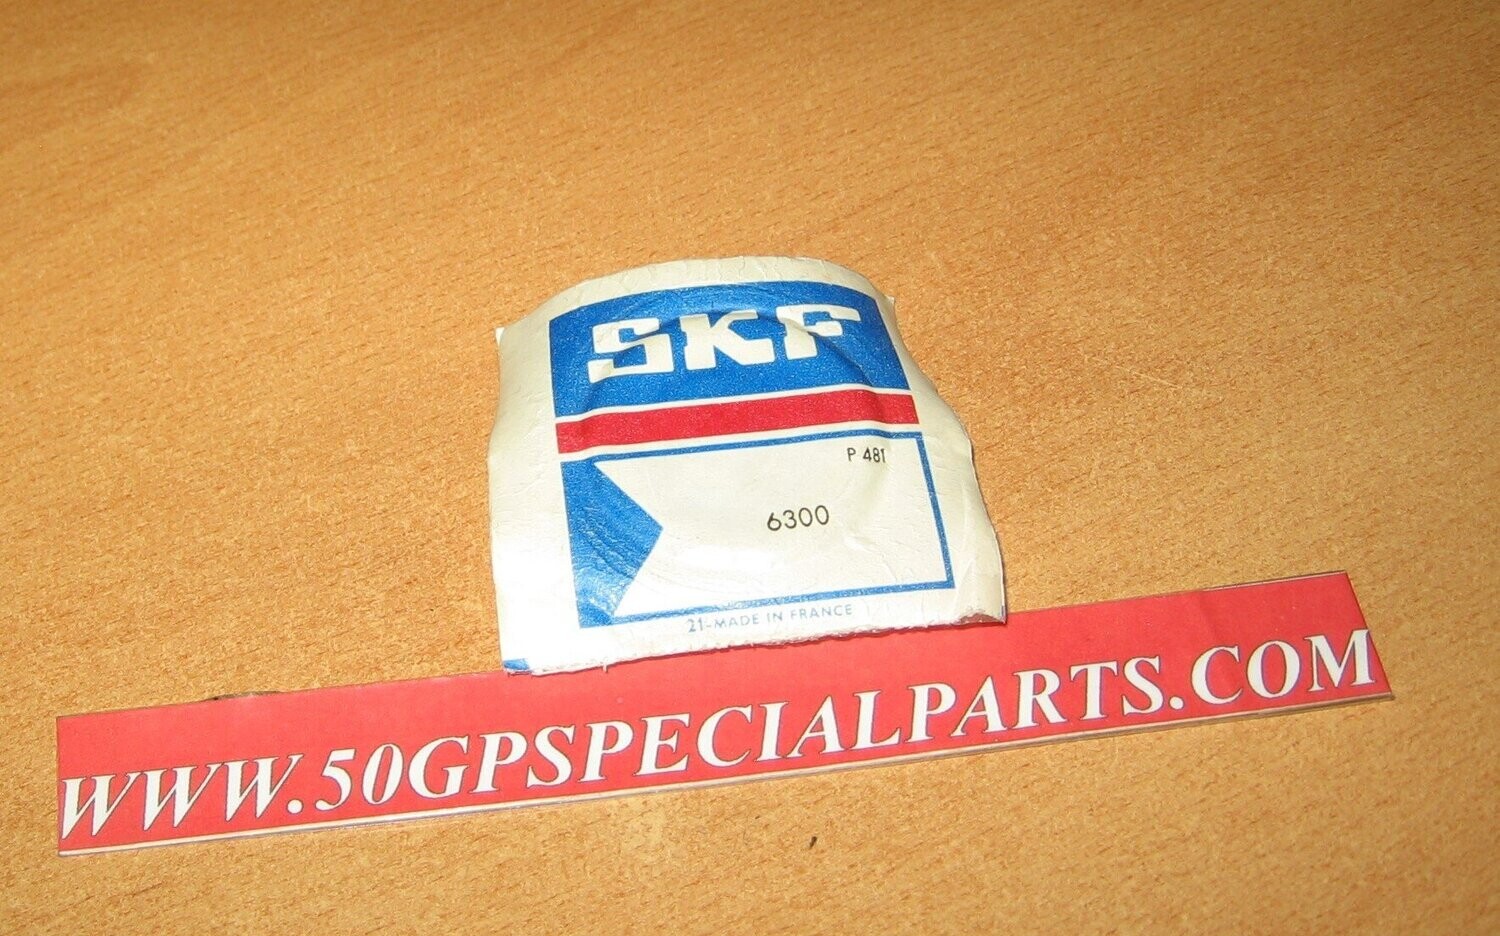 SKF
P 481
6300
21-MADE IN FRANCE
WWW.50GPSPECIALPARTS.COM